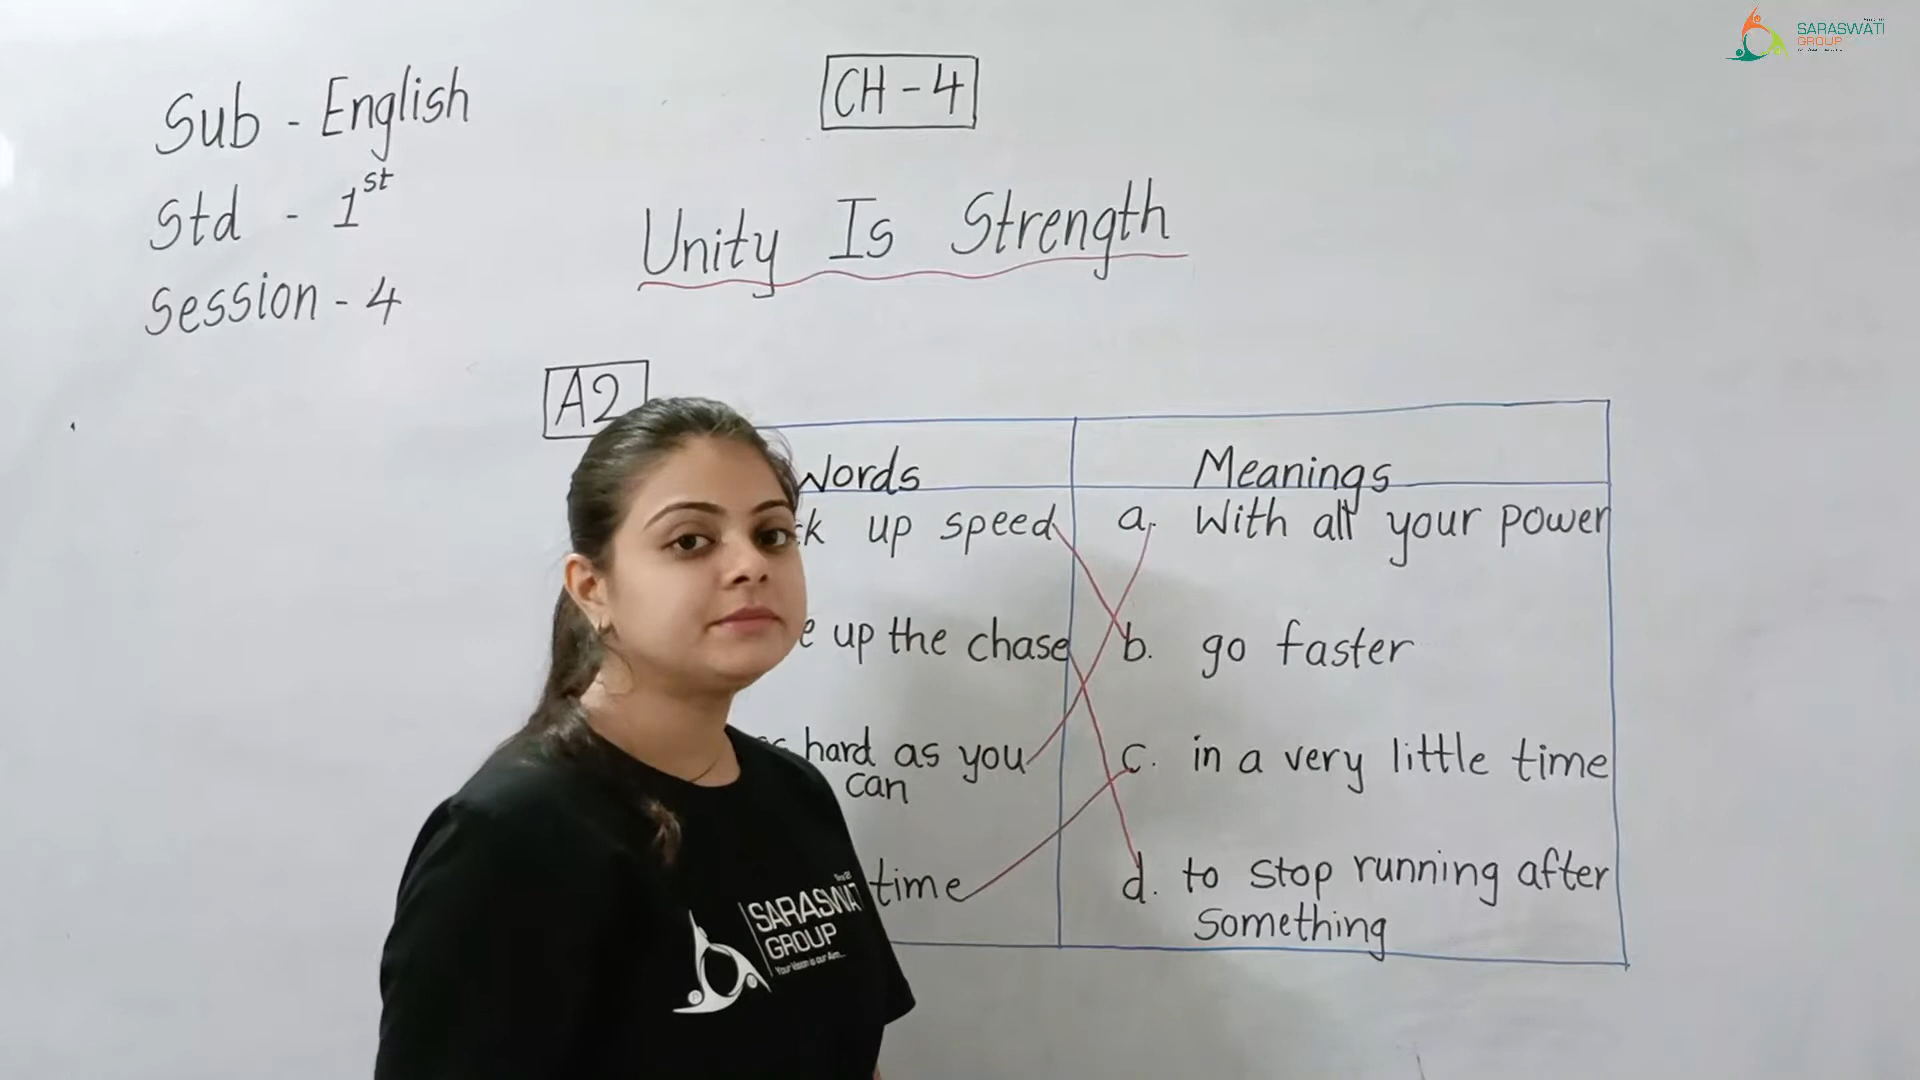 SARASWATI
GROUP
Sub - English
Std - 1st
Session - 4
CH - 4
Unity Is Strength
A2
Words
Meanings
up speed
a. With all your power
up the chase
b. go faster
hard as you
can
c. in a very little time
time
d. to stop running after
something
SARASWATI
GROUP
Your Vision is our Aim...